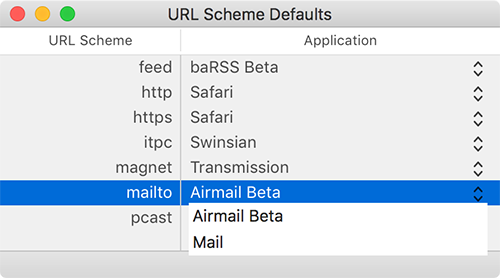 URL Scheme Defaults
URL Scheme Application
feed baRSS Beta
http Safari
https Safari
itpc Swinsian
magnet Transmission
mailto Airmail Beta
pcast Airmail Beta
Mail